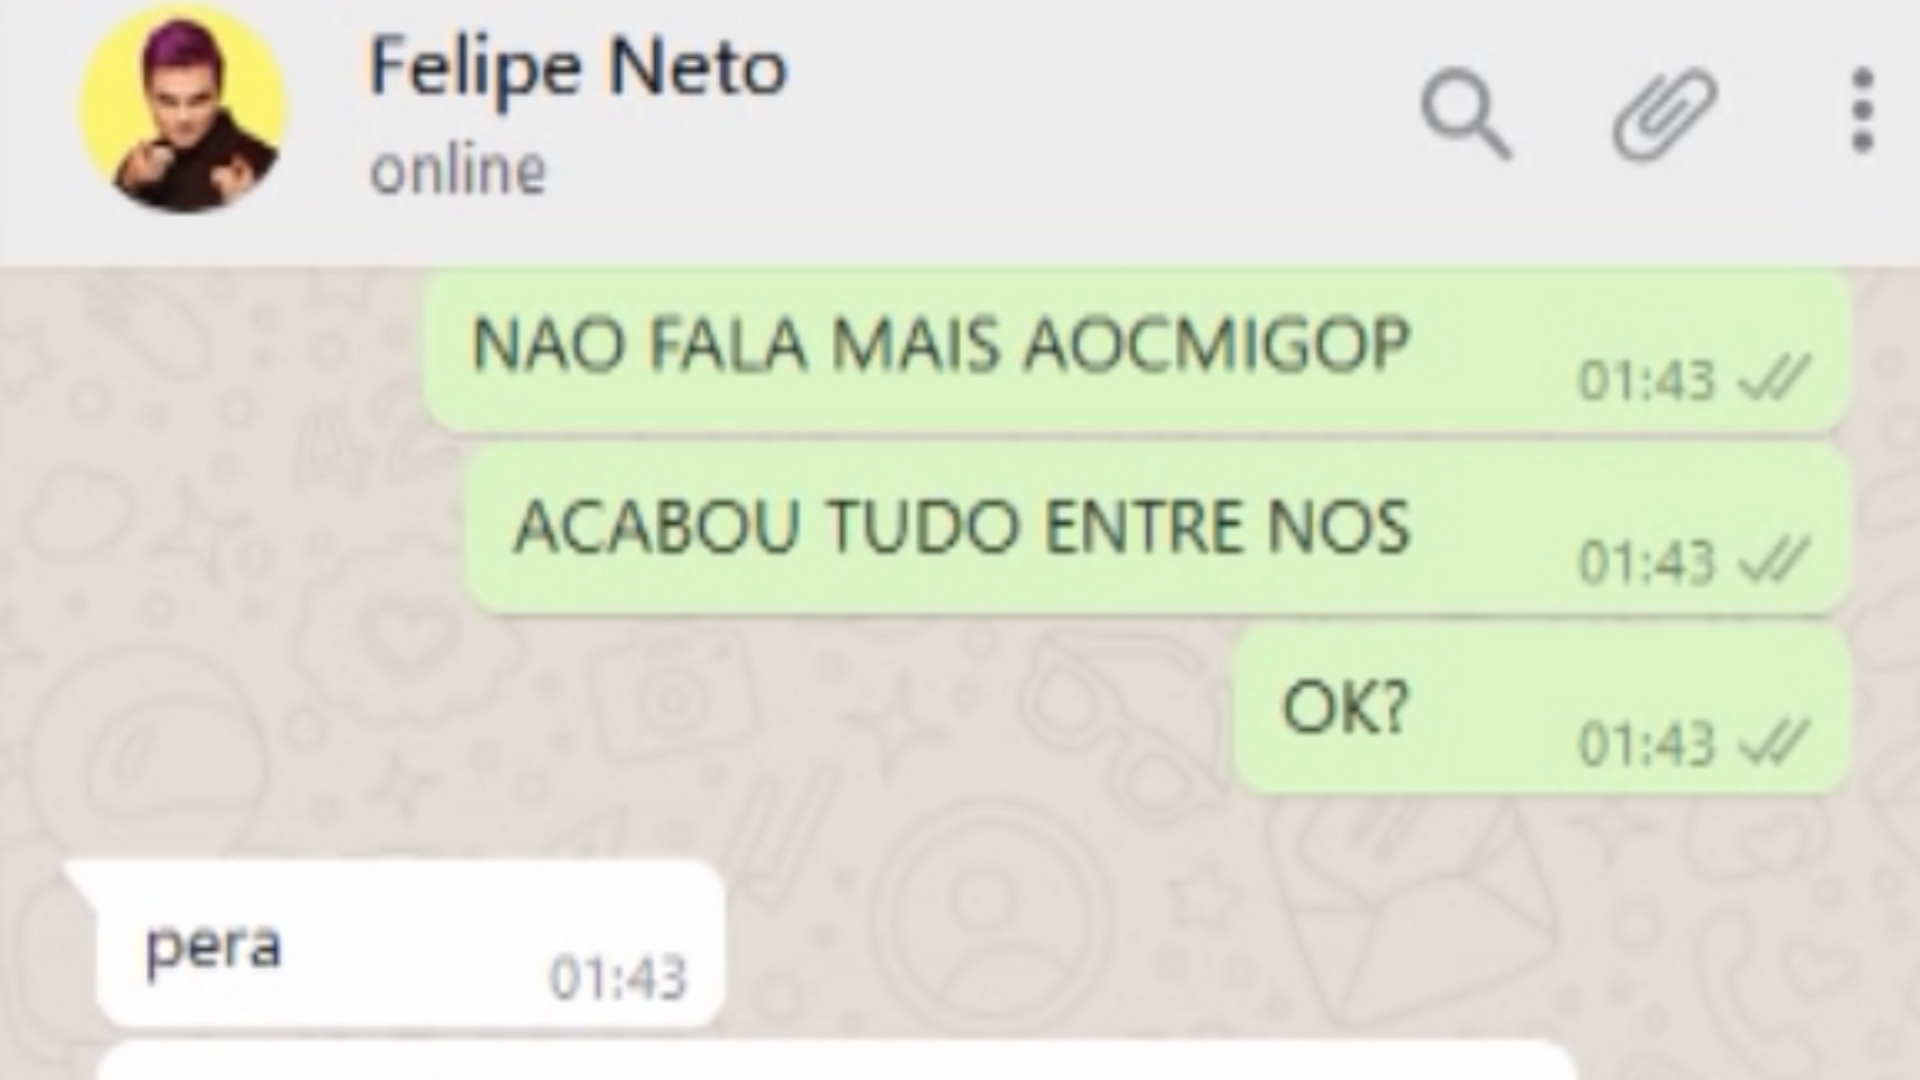 Felipe Neto
online
NAO FALA MAIS AOCMIGOP
01:43
ACABOU TUDO ENTRE NOS
01:43
OK?
01:43
pera
01:43